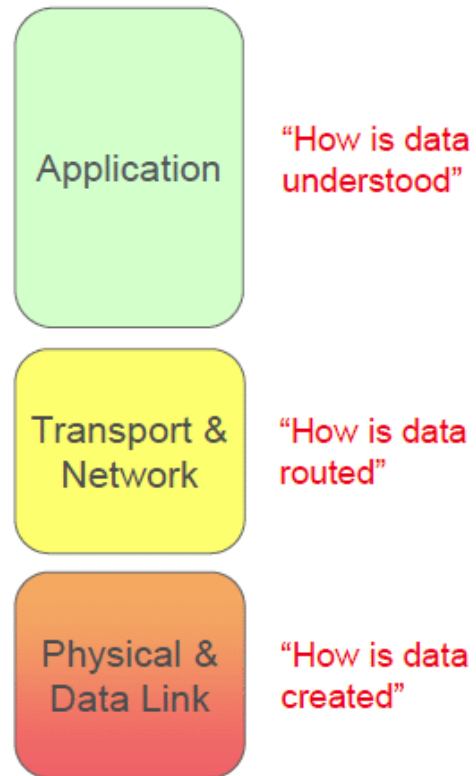 Application
“How is data
understood”
Transport &
Network
“How is data
routed”
Physical &
Data Link
“How is data
created”